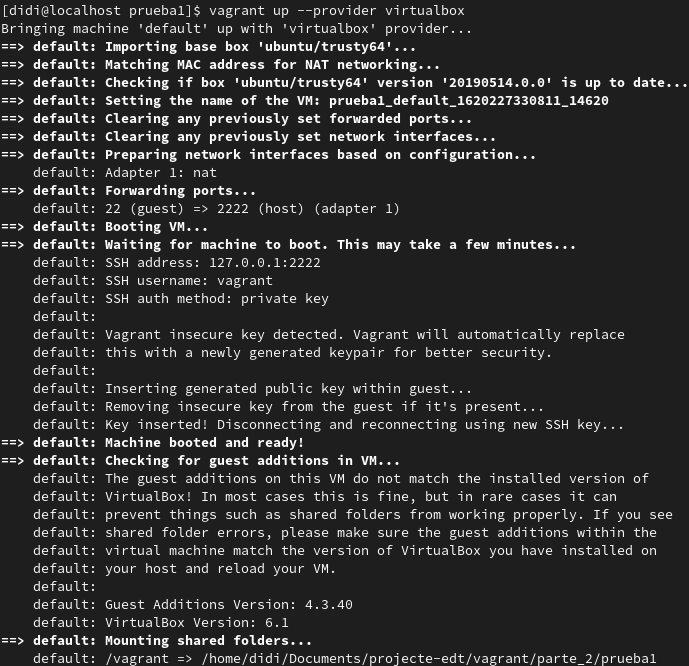 [didi@localhost prueba1]$ vagrant up --provider virtualbox
Bringing machine 'default' up with 'virtualbox' provider...
==> default: Importing base box 'ubuntu/trusty64'...
==> default: Matching MAC address for NAT networking...
==> default: Checking if box 'ubuntu/trusty64' version '20190514.0.0' is up to date...
==> default: Setting the name of the VM: prueba1_default_1620227330811_14620
==> default: Clearing any previously set forwarded ports...
==> default: Clearing any previously set network interfaces...
==> default: Preparing network interfaces based on configuration...
    default: Adapter 1: nat
==> default: Forwarding ports...
    default: 22 (guest) => 2222 (host) (adapter 1)
==> default: Booting VM...
==> default: Waiting for machine to boot. This may take a few minutes...
    default: SSH address: 127.0.0.1:2222
    default: SSH username: vagrant
    default: SSH auth method: private key
    default:
    default: Vagrant insecure key detected. Vagrant will automatically replace
    default: this with a newly generated keypair for better security.
    default:
    default: Inserting generated public key within guest...
    default: Removing insecure key from the guest if it's present...
    default: Key inserted! Disconnecting and reconnecting using new SSH key...
==> default: Machine booted and ready!
==> default: Checking for guest additions in VM...
    default: The guest additions on this VM do not match the installed version of
    default: VirtualBox! In most cases this is fine, but in rare cases it can
    default: prevent things such as shared folders from working properly. If you see
    default: shared folder errors, please make sure the guest additions within the
    default: virtual machine match the version of VirtualBox you have installed on
    default: your host and reload your VM.
    default:
    default: Guest Additions Version: 4.3.40
    default: VirtualBox Version: 6.1
==> default: Mounting shared folders...
    default: /vagrant => /home/didi/Documents/projecte-edt/vagrant/parte_2/prueba1